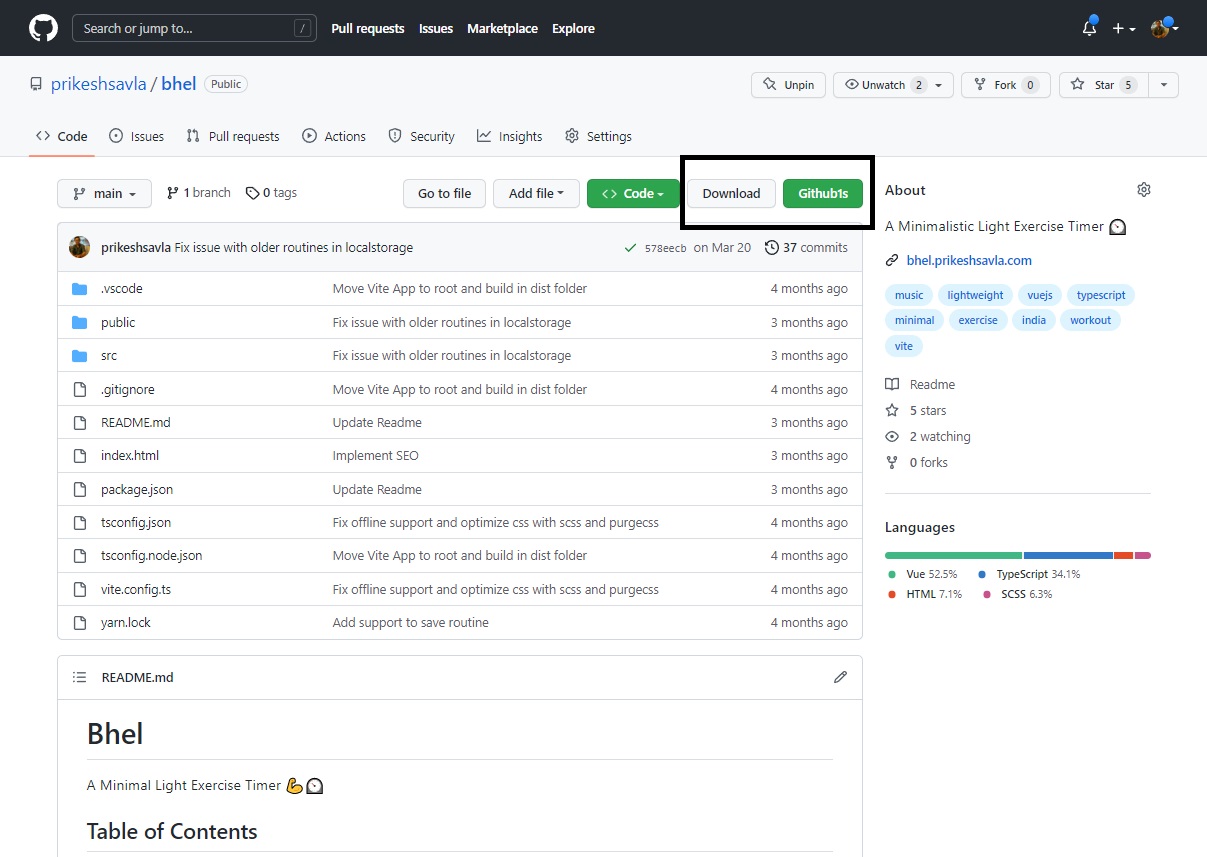 Search or jump to... / Pull requests Issues Marketplace Explore
prikeshsavla / bhel Public Unpin Unwatch 2 Fork 0 Star 5
Code Issues Pull requests Actions Security Insights Settings
main 1 branch 0 tags Go to file Add file Code Download Github1s
prikeshsavla Fix issue with older routines in localstorage 578eecb on Mar 20 37 commits
.vscode Move Vite App to root and build in dist folder 4 months ago
public Fix issue with older routines in localstorage 3 months ago
src Fix issue with older routines in localstorage 3 months ago
.gitignore Move Vite App to root and build in dist folder 4 months ago
README.md Update Readme 3 months ago
index.html Implement SEO 3 months ago
package.json Update Readme 3 months ago
tsconfig.json Fix offline support and optimize css with scss and purgecss 4 months ago
tsconfig.node.json Move Vite App to root and build in dist folder 4 months ago
vite.config.ts Fix offline support and optimize css with scss and purgecss 4 months ago
yarn.lock Add support to save routine 4 months ago
README.md
Bhel
A Minimal Light Exercise Timer 💪🕰
Table of Contents
About
A Minimalistic Light Exercise Timer 🕰
bhel.prikeshsavla.com
music lightweight vuejs typescript
minimal exercise india workout
vite
Readme
5 stars
2 watching
0 forks
Languages
Vue 52.5% TypeScript 34.1%
HTML 7.1% SCSS 6.3%